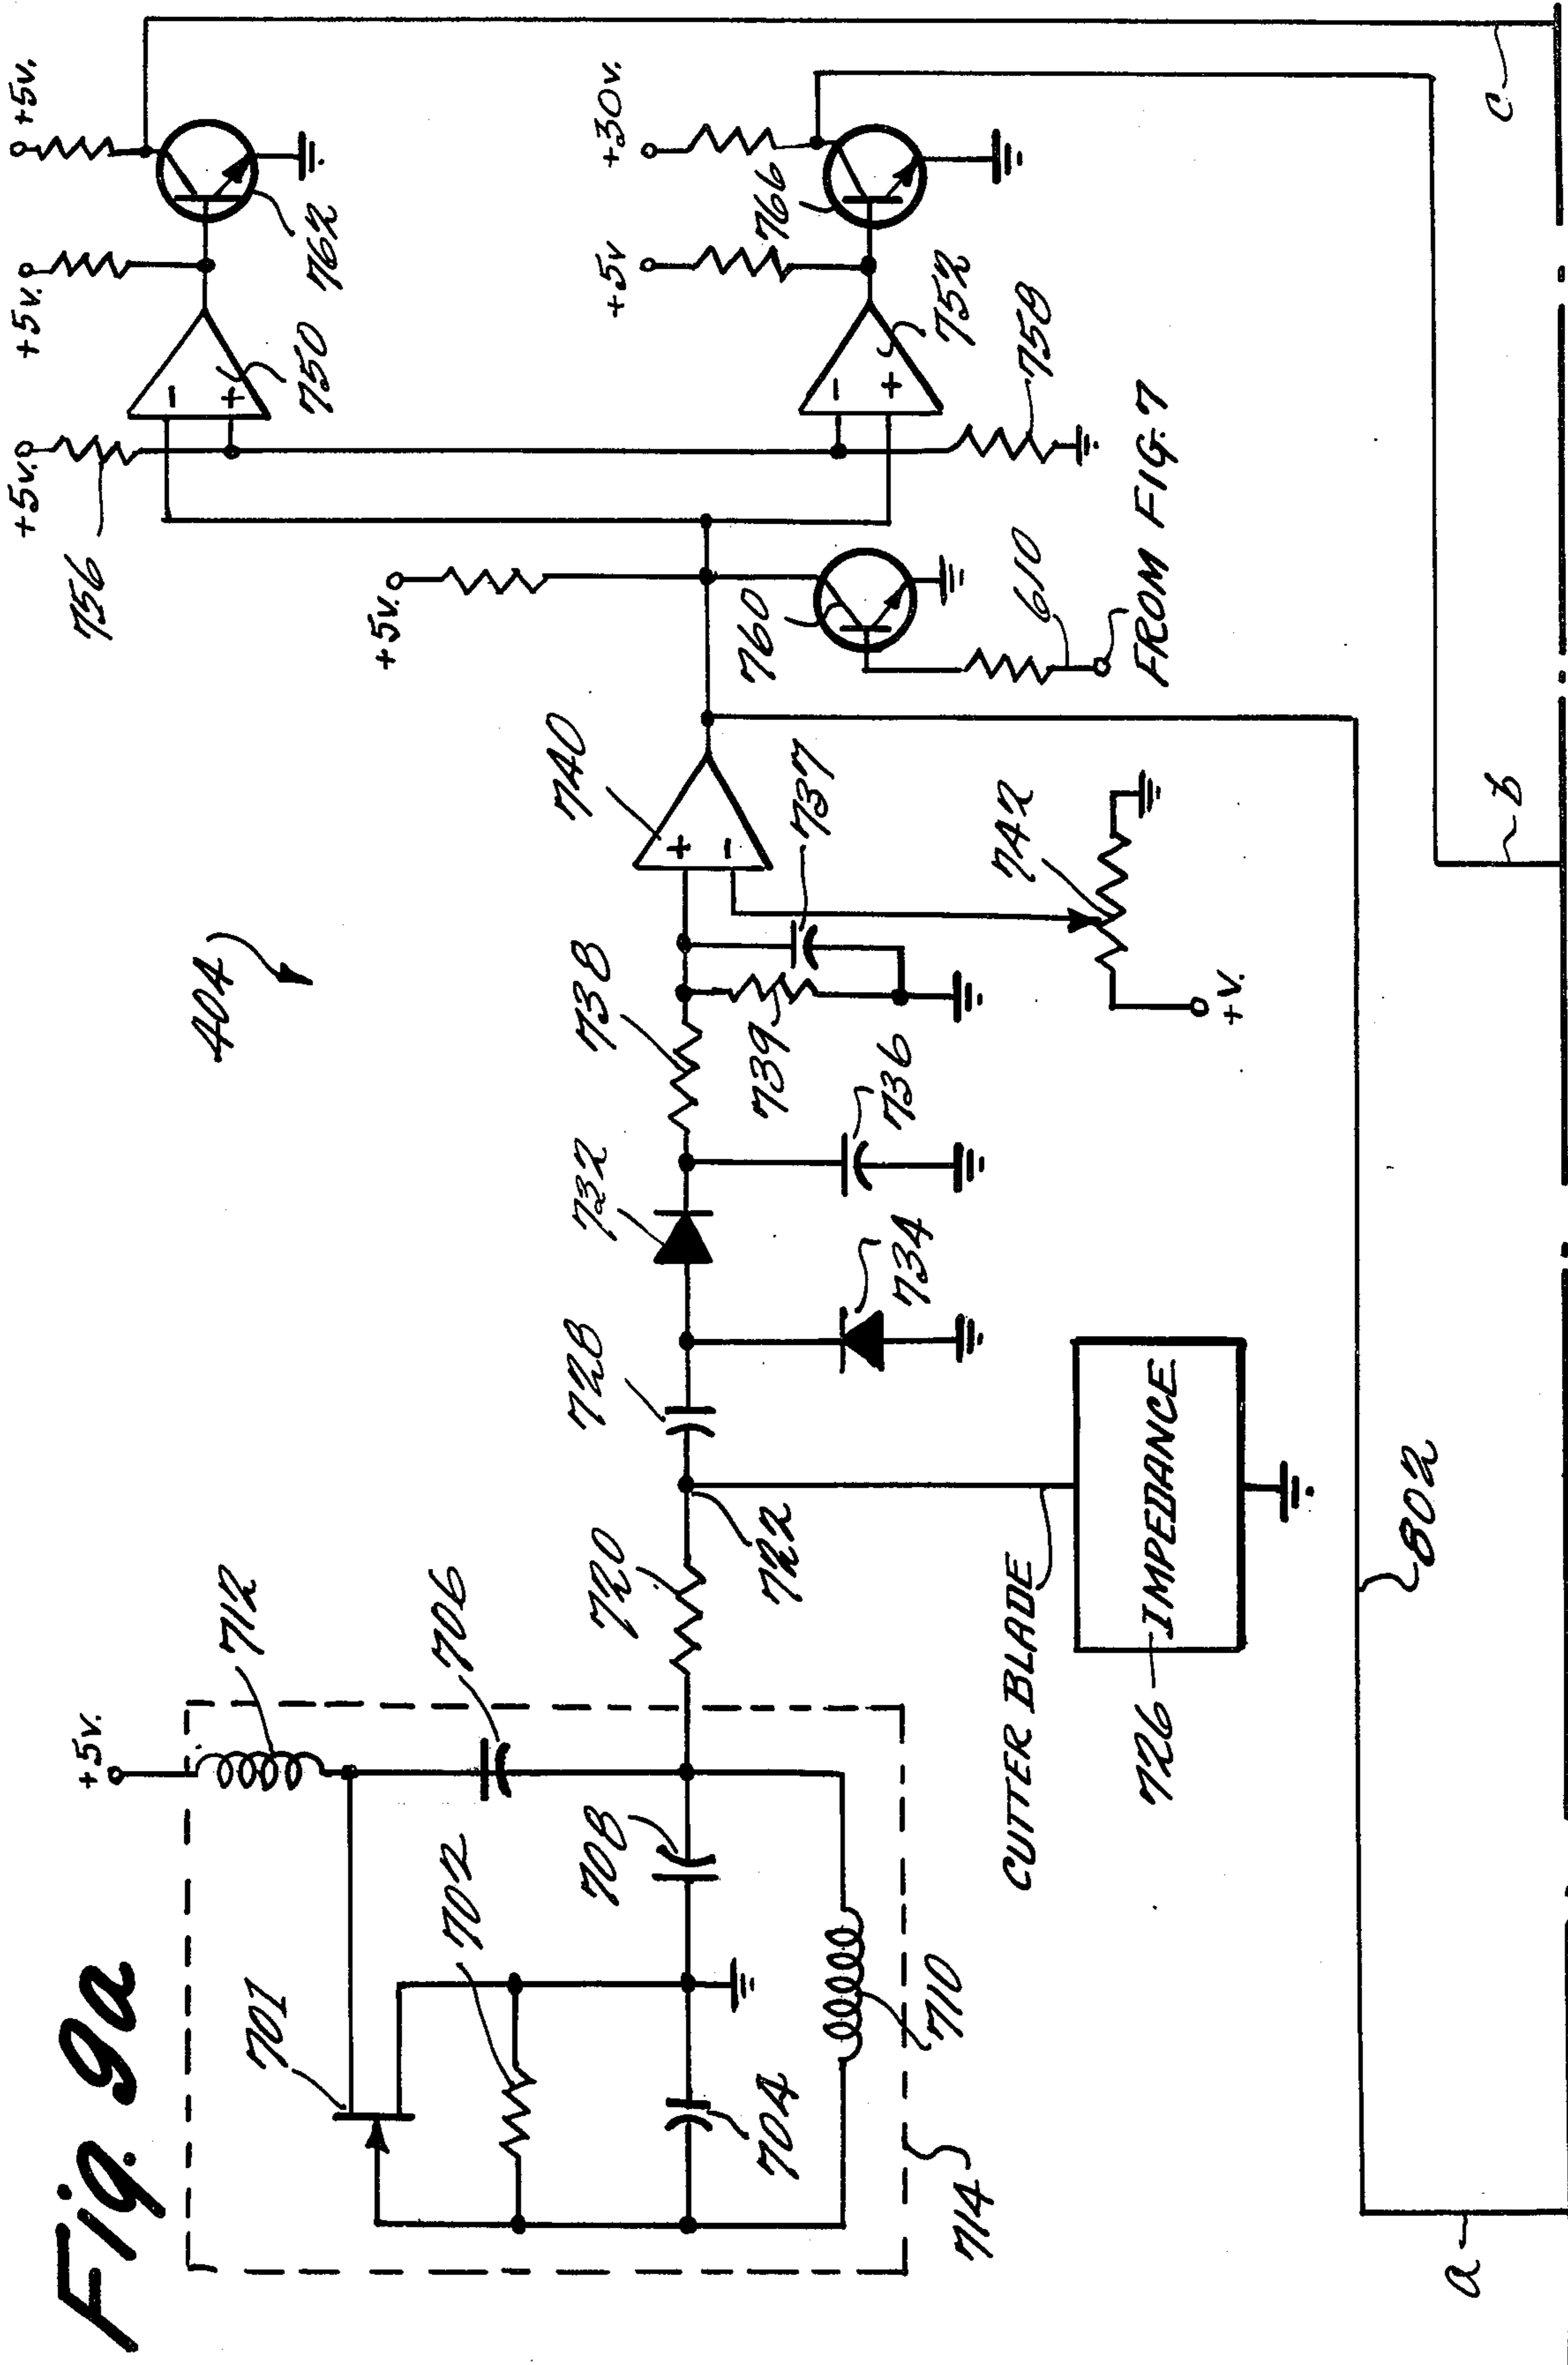 Fig. 9a
404
+5v.
712
701
702
706
708
704
710
714
720
722
CUTTER BLADE
726
IMPEDANCE
728
734
732
736
738
739
737
740
742
+V.
+5v.
760
610
FROM FIG. 7
756
+5v.
-
+
750
+5v.
+5v.
762
-
+
752
758
+5v
+30v.
766
+
-
802
a
b
c